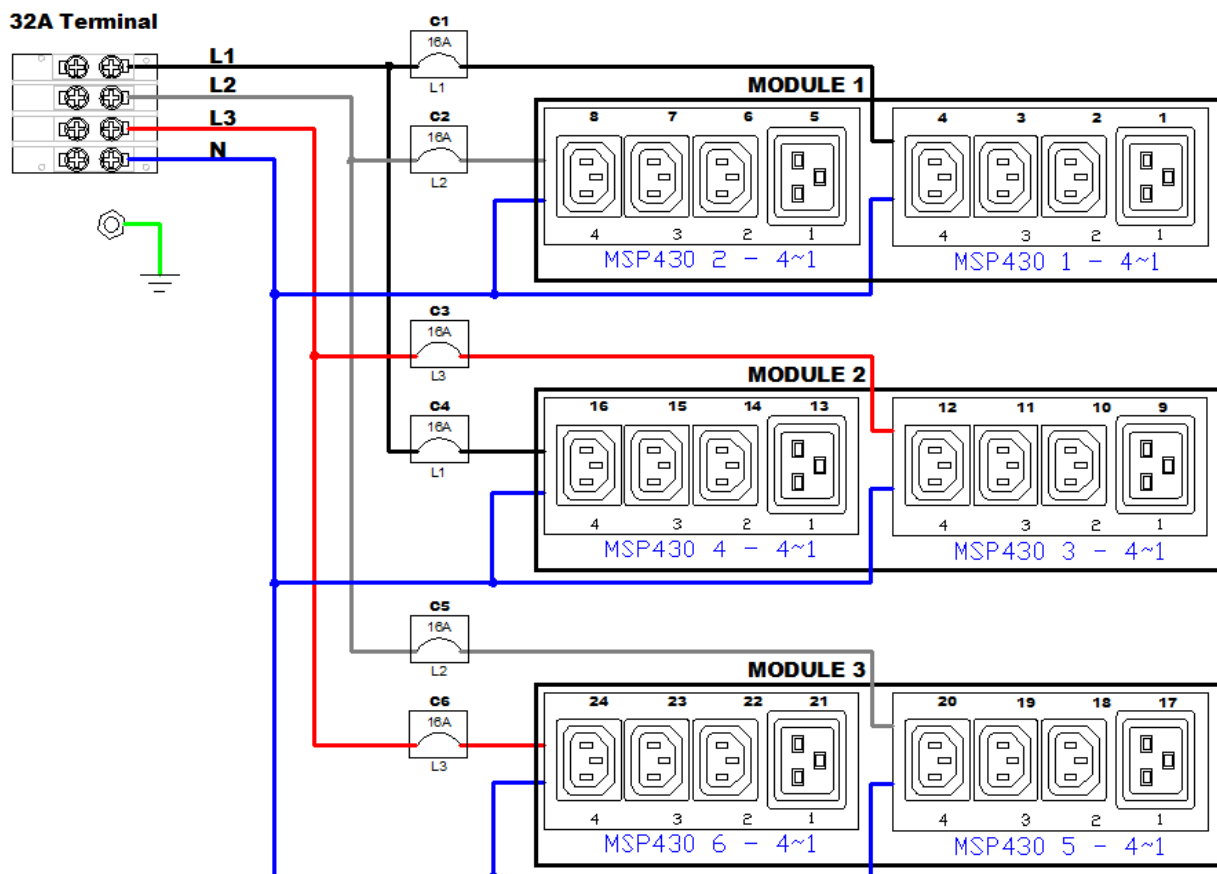 32A Terminal
L1
L2
L3
N
C1
16A
L1
C2
16A
L2
MODULE 1
8 7 6 5
4 3 2 1
MSP430 2 - 4~1
4 3 2 1
4 3 2 1
MSP430 1 - 4~1
C3
16A
L3
C4
16A
L1
MODULE 2
16 15 14 13
4 3 2 1
MSP430 4 - 4~1
12 11 10 9
4 3 2 1
MSP430 3 - 4~1
C5
16A
L2
C6
16A
L3
MODULE 3
24 23 22 21
4 3 2 1
MSP430 6 - 4~1
20 19 18 17
4 3 2 1
MSP430 5 - 4~1